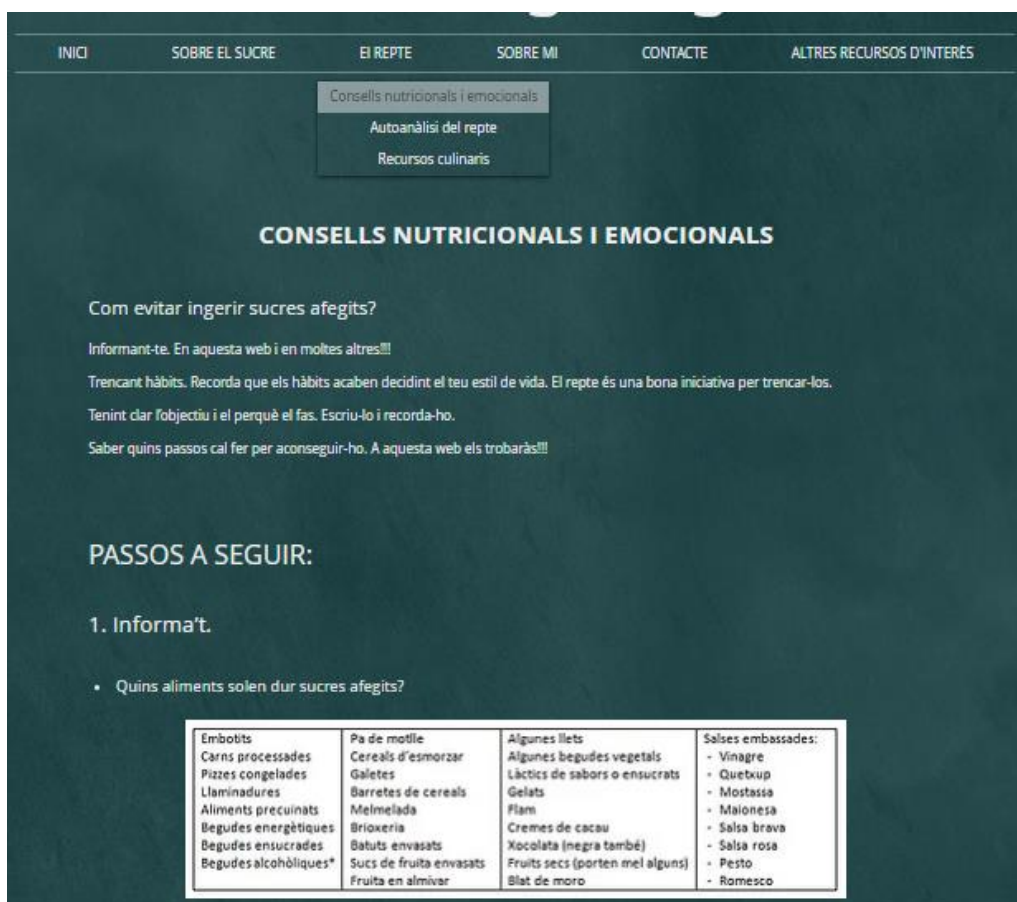 INICI SOBRE EL SUCRE El REPTE SOBRE MI CONTACTE ALTRES RECURSOS D'INTERÈS
Consells nutricionals i emocionals
Autoanàlisi del repte
Recursos culinaris
CONSELLS NUTRICIONALS I EMOCIONALS
Com evitar ingerir sucres afegits?
Informant-te. En aquesta web i en moltes altres!!!!
Trencant hàbits. Recorda que els hàbits acaben decidint el teu estil de vida. El repte és una bona iniciativa per trencar-los.
Tenint clar l'objectiu i el perquè el fas. Escriu-lo i recorda-ho.
Saber quins passos cal fer per aconseguir-ho. A aquesta web els trobaràs!!!!
PASSOS A SEGUIR:
1. Informa't.
• Quins aliments solen dur sucres afegits?
Embotits
Carns processades
Pizzes congelades
Llaminadures
Aliments precuinats
Begudes energètiques
Begudes ensucrades
Begudes alcohòliques*
Pa de motlle
Cereals d'esmorzar
Galetes
Barretes de cereals
Melmelada
Brioxeria
Batuts envasats
Sucs de fruita envasats
Fruita en almivar
Algunes llets
Algunes begudes vegetals
Làctics de sabors o ensucrats
Gelats
Flam
Cremes de cacau
Xocolata (negra també)
Fruits secs (porten mel alguns)
Blat de moro
Salses embassades:
- Vinagre
- Quetxup
- Mostassa
- Maionesa
- Salsa brava
- Salsa rosa
- Pesto
- Romesco